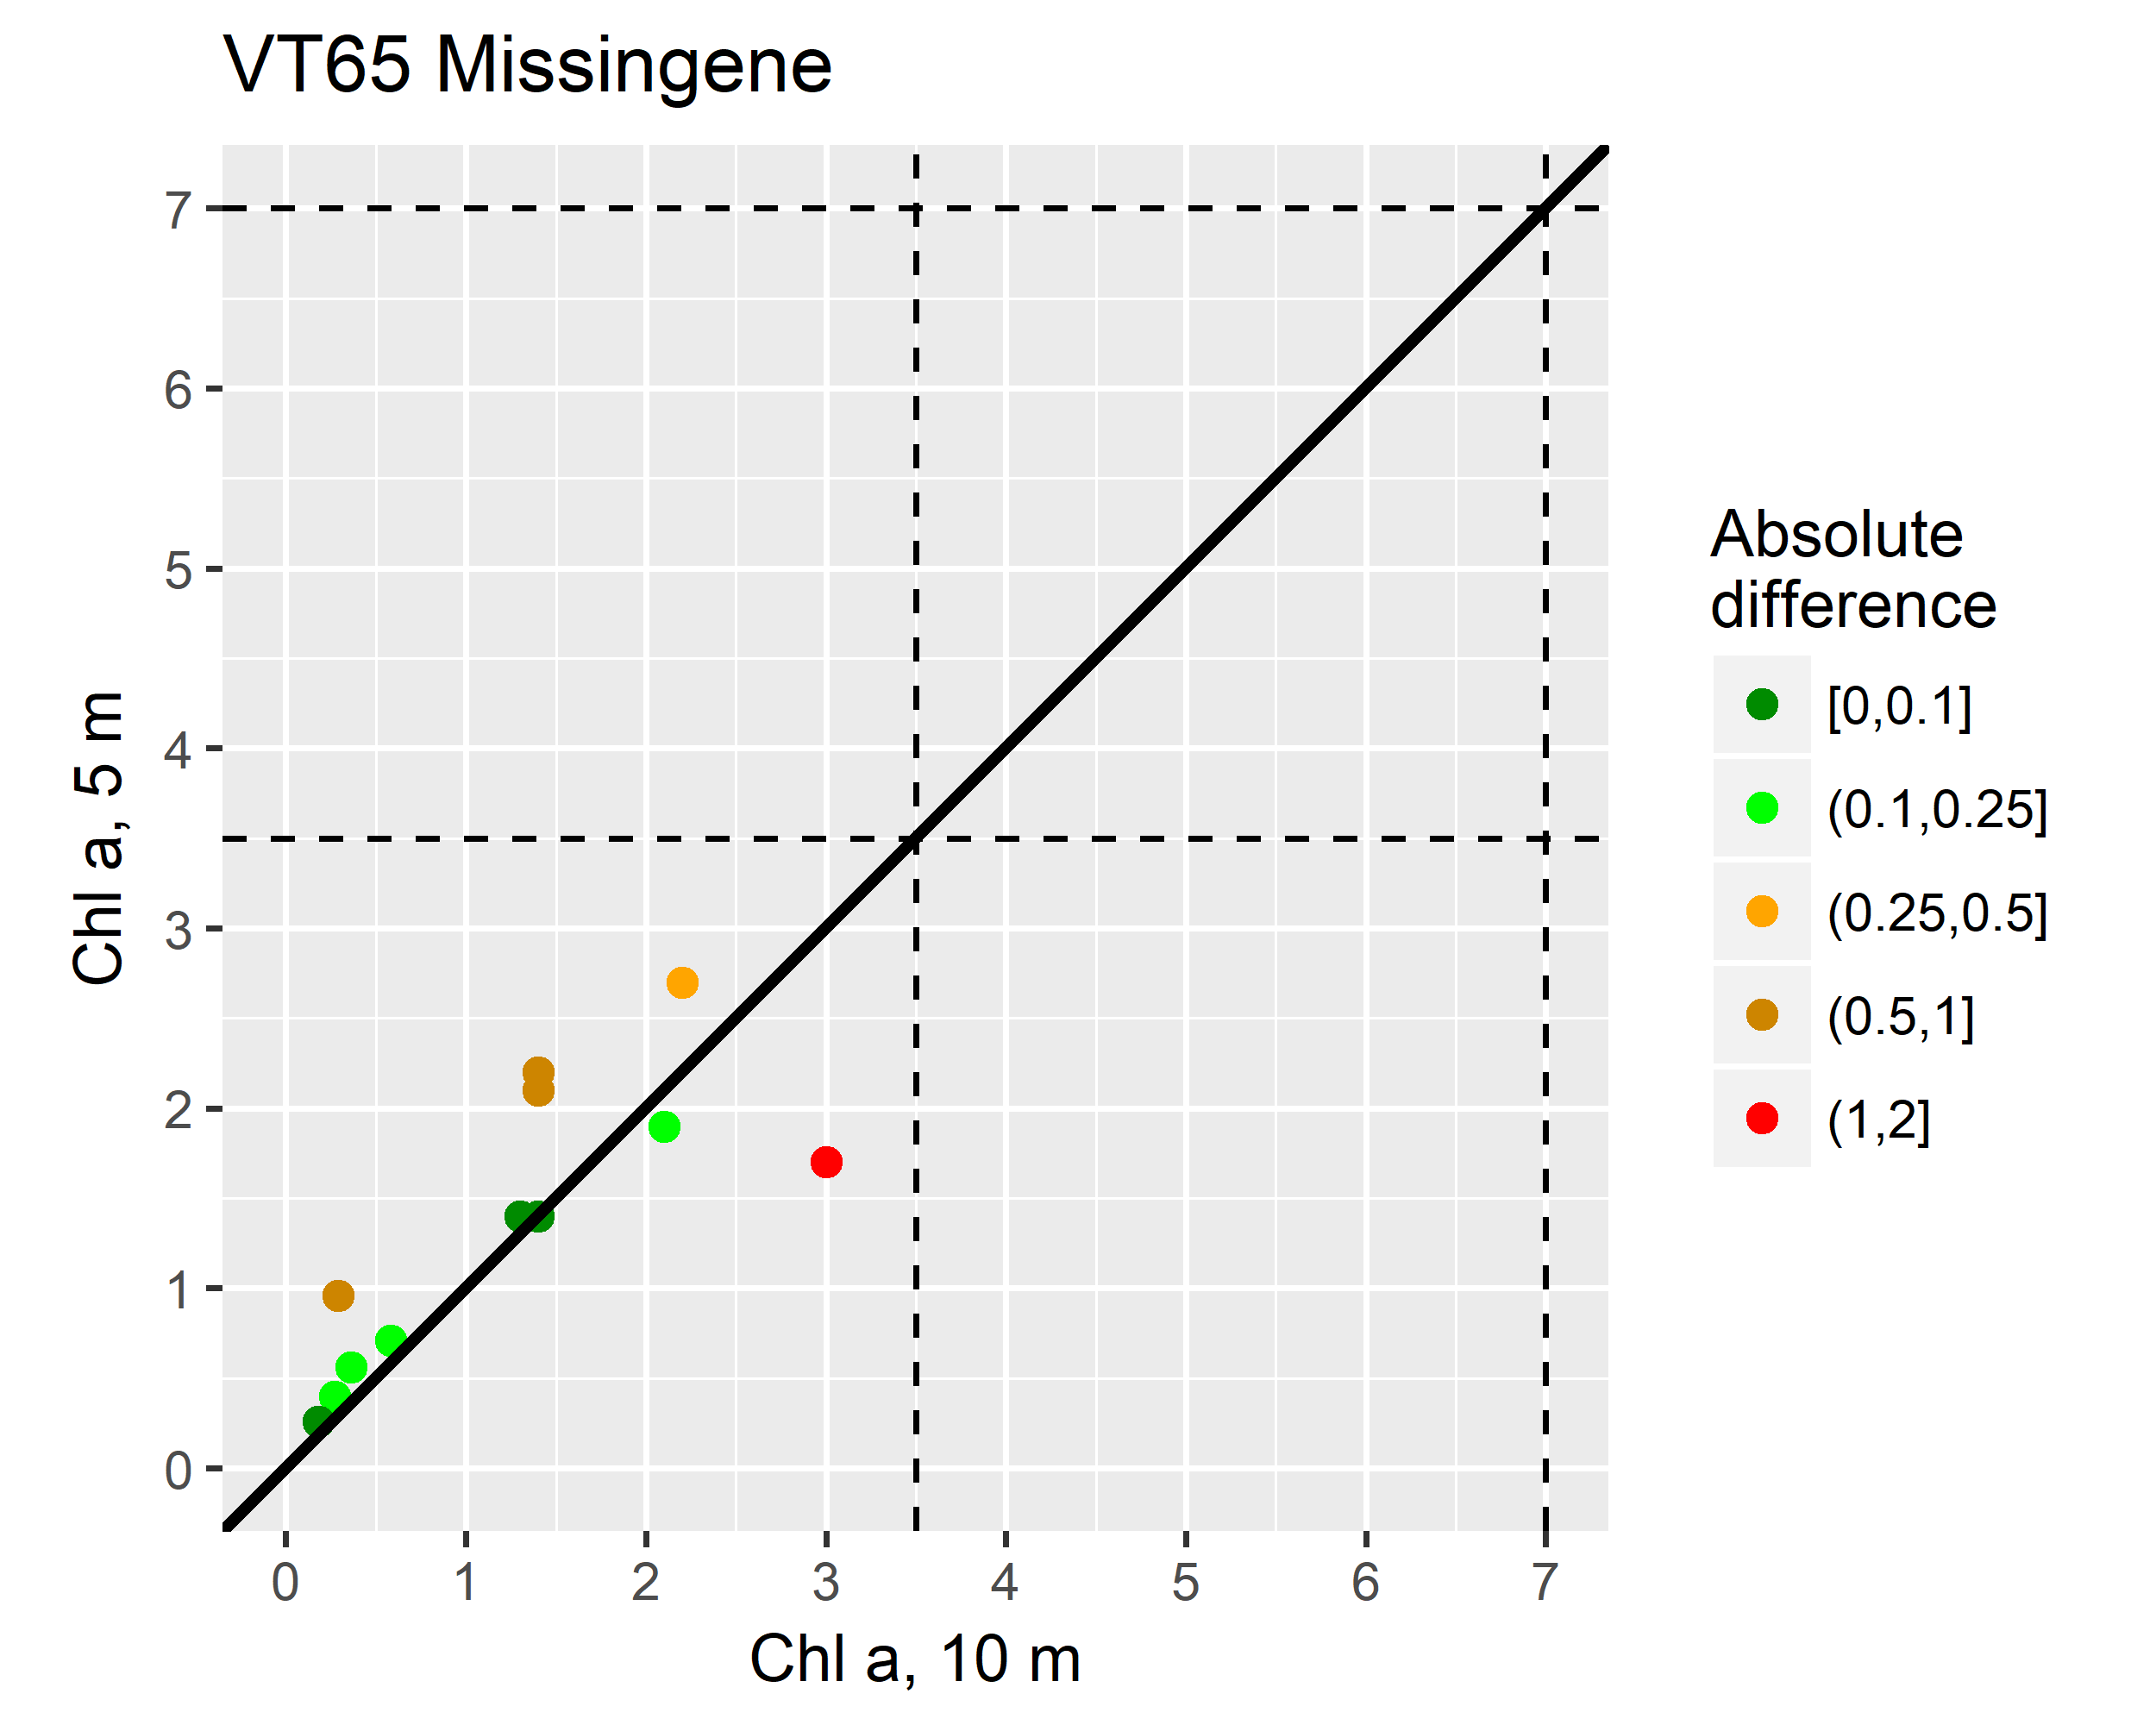 VT65 Missingene
7
6
5
4
3
2
1
0
Chl a, 5 m
0 1 2 3 4 5 6 7
Chl a, 10 m
Absolute
difference
[0,0.1]
(0.1,0.25]
(0.25,0.5]
(0.5,1]
(1,2]